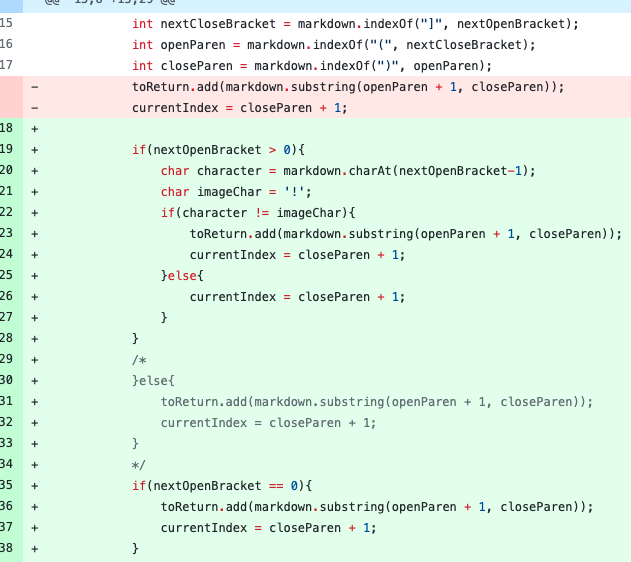 15 int nextCloseBracket = markdown.indexOf("]", nextOpenBracket);
16 int openParen = markdown.indexOf("(", nextCloseBracket);
17 int closeParen = markdown.indexOf(")", openParen);
- toReturn.add(markdown.substring(openParen + 1, closeParen));
- currentIndex = closeParen + 1;
18 +
19 + if(nextOpenBracket > 0){
20 + char character = markdown.charAt(nextOpenBracket-1);
21 + char imageChar = '!';
22 + if(character != imageChar){
23 + toReturn.add(markdown.substring(openParen + 1, closeParen));
24 + currentIndex = closeParen + 1;
25 + }else{
26 + currentIndex = closeParen + 1;
27 + }
28 + }
29 + /*
30 + }else{
31 + toReturn.add(markdown.substring(openParen + 1, closeParen));
32 + currentIndex = closeParen + 1;
33 + }
34 + */
35 + if(nextOpenBracket == 0){
36 + toReturn.add(markdown.substring(openParen + 1, closeParen));
37 + currentIndex = closeParen + 1;
38 + }